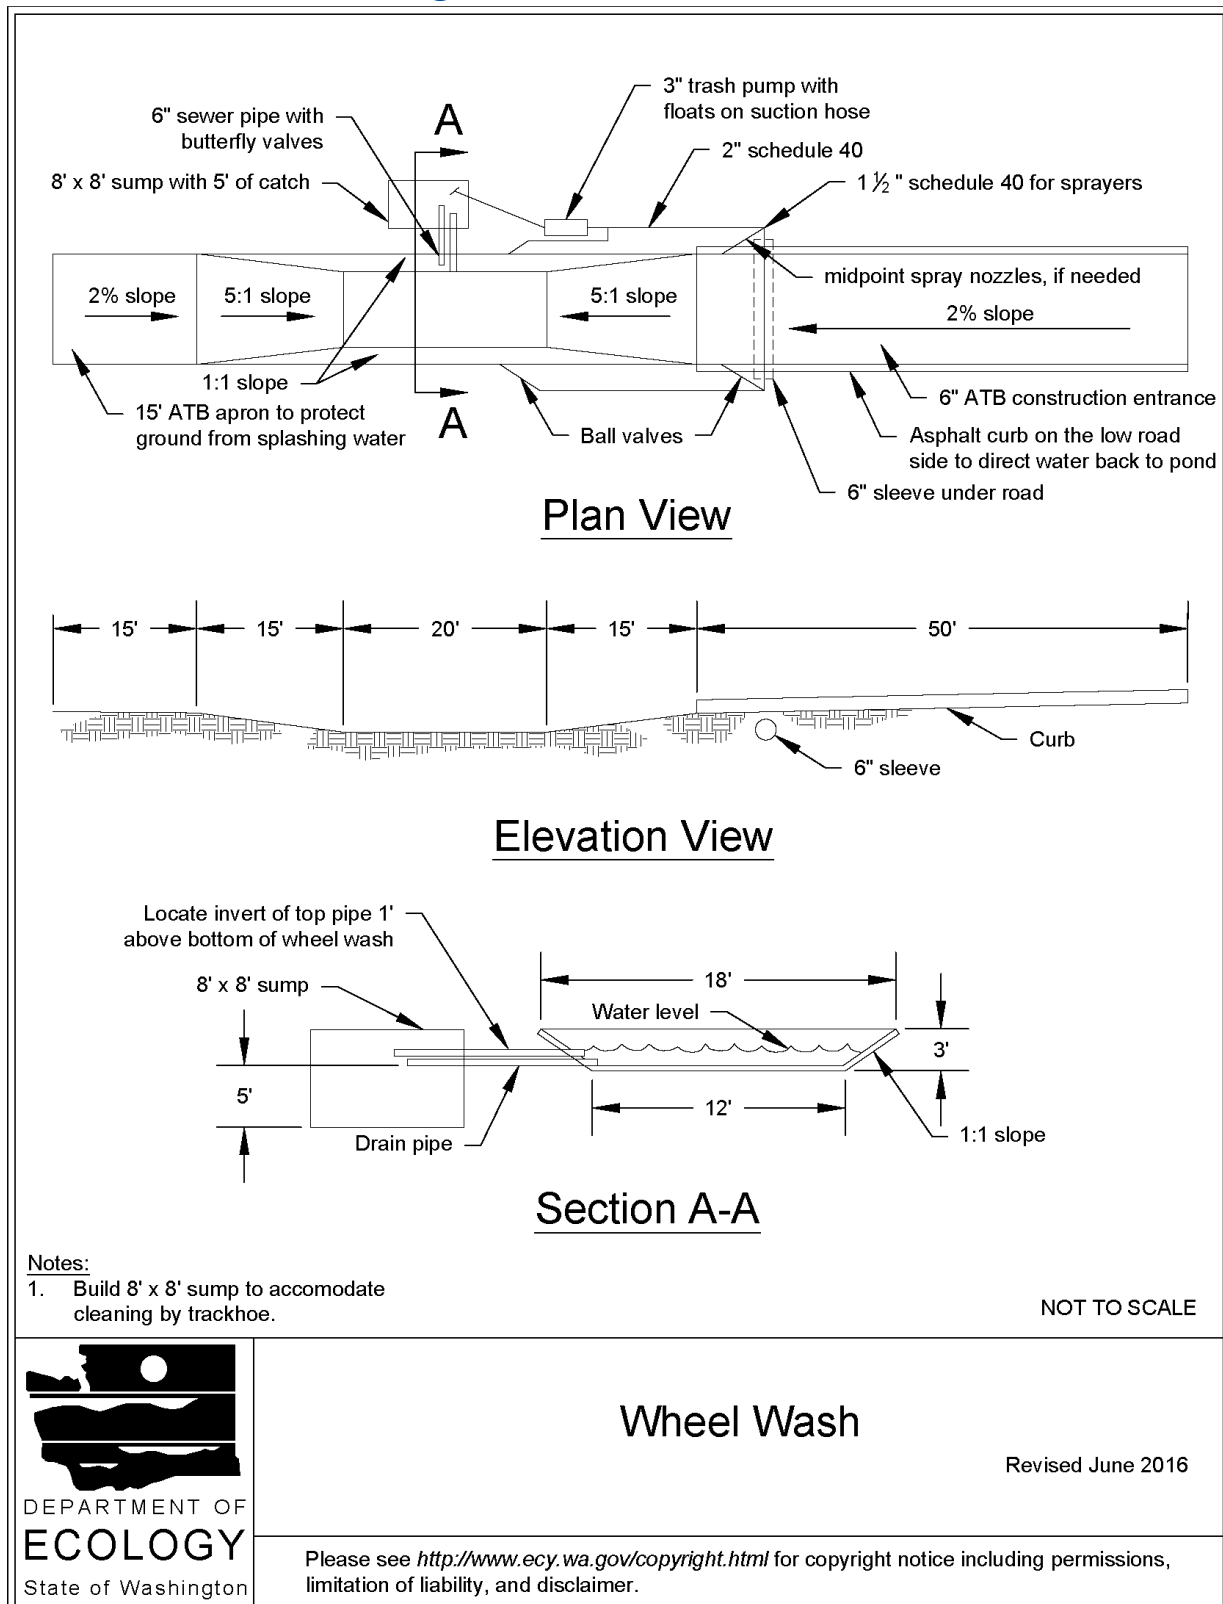 3" trash pump with
floats on suction hose
6" sewer pipe with
butterfly valves
A
2" schedule 40
8' x 8' sump with 5' of catch
1 ½ " schedule 40 for sprayers
midpoint spray nozzles, if needed
2% slope
5:1 slope
5:1 slope
2% slope
1:1 slope
15' ATB apron to protect
ground from splashing water
A
Ball valves
6" ATB construction entrance
Asphalt curb on the low road
side to direct water back to pond
6" sleeve under road
Plan View
15'
15'
20'
15'
50'
Curb
6" sleeve
Elevation View
Locate invert of top pipe 1'
above bottom of wheel wash
8' x 8' sump
18'
Water level
3'
5'
12'
Drain pipe
1:1 slope
Section A-A
Notes:
1. Build 8' x 8' sump to accomodate
cleaning by trackhoe.
NOT TO SCALE
Wheel Wash
Revised June 2016
DEPARTMENT OF
ECOLOGY
State of Washington
Please see http://www.ecy.wa.gov/copyright.html for copyright notice including permissions,
limitation of liability, and disclaimer.